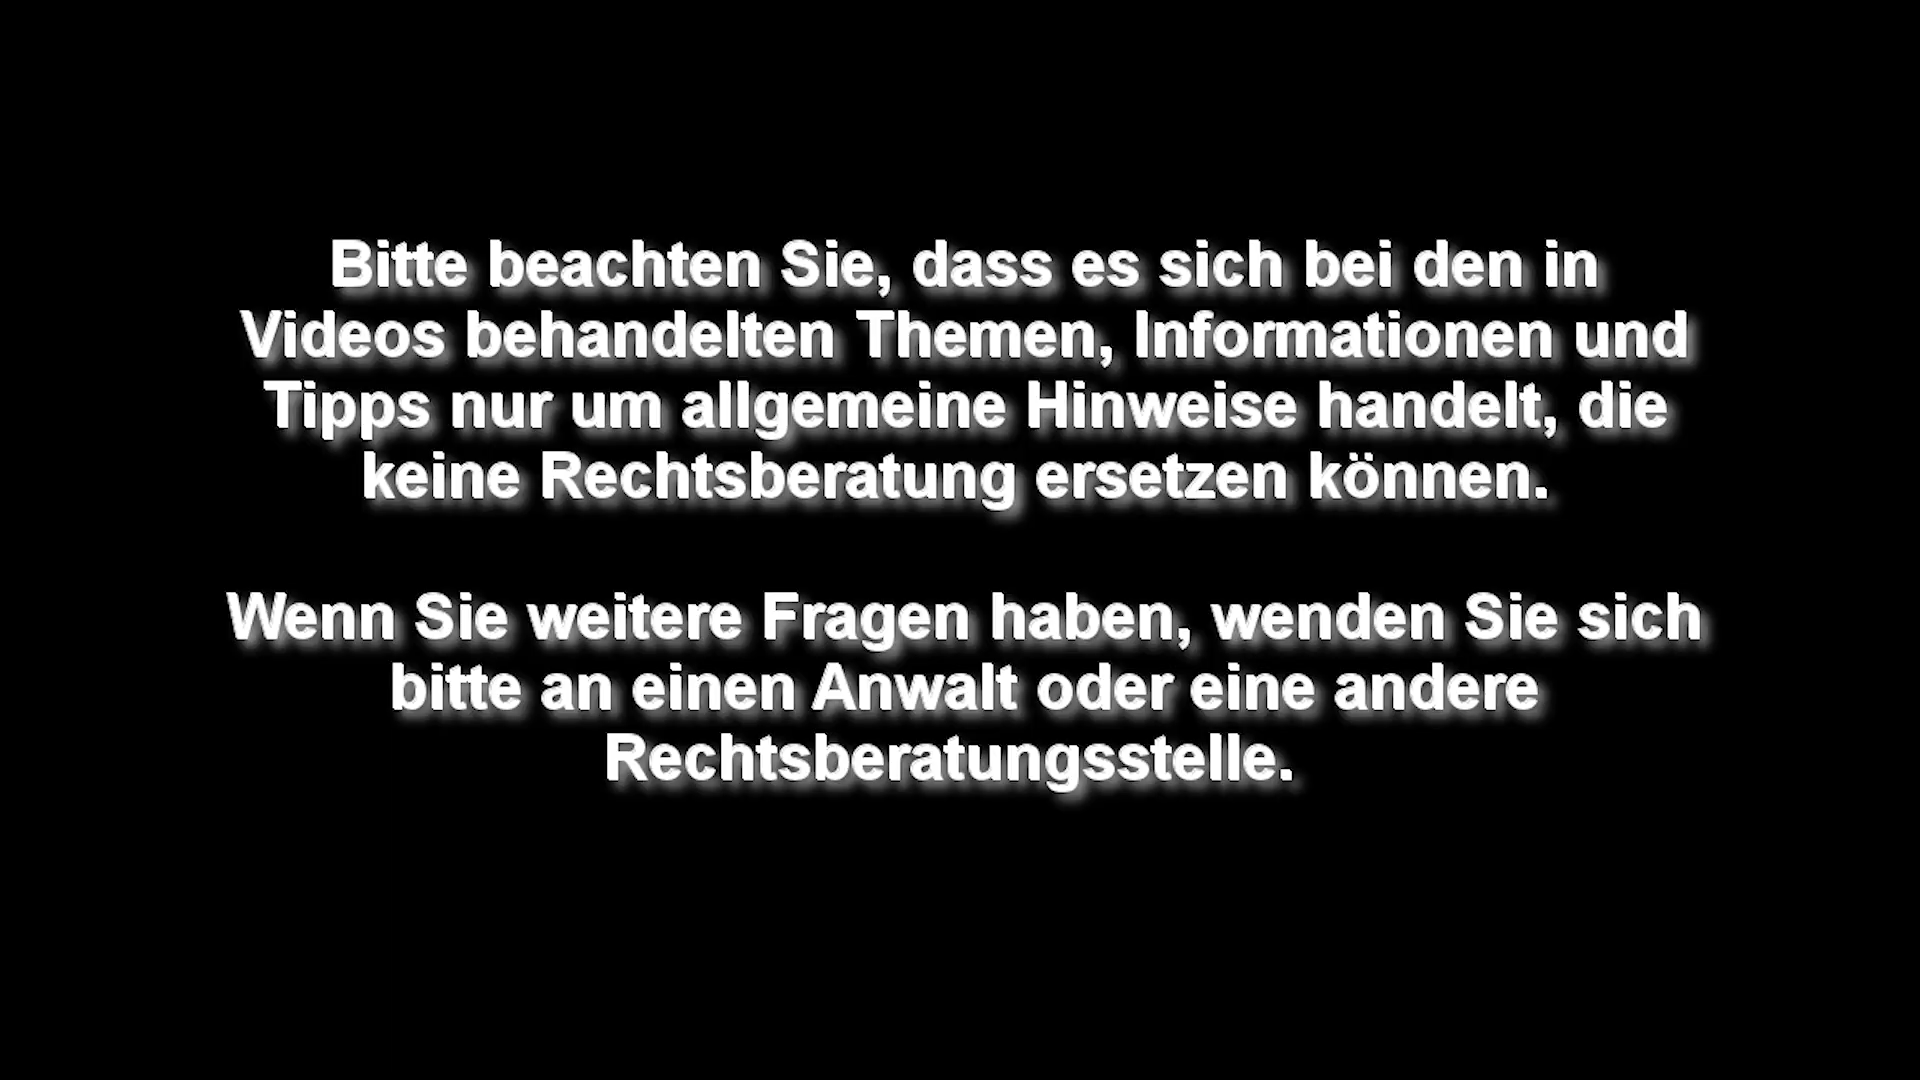 Bitte beachten Sie, dass es sich bei den in
Videos behandelten Themen, Informationen und
Tipps nur um allgemeine Hinweise handelt, die
keine Rechtsberatung ersetzen können.
Wenn Sie weitere Fragen haben, wenden Sie sich
bitte an einen Anwalt oder eine andere
Rechtsberatungsstelle.